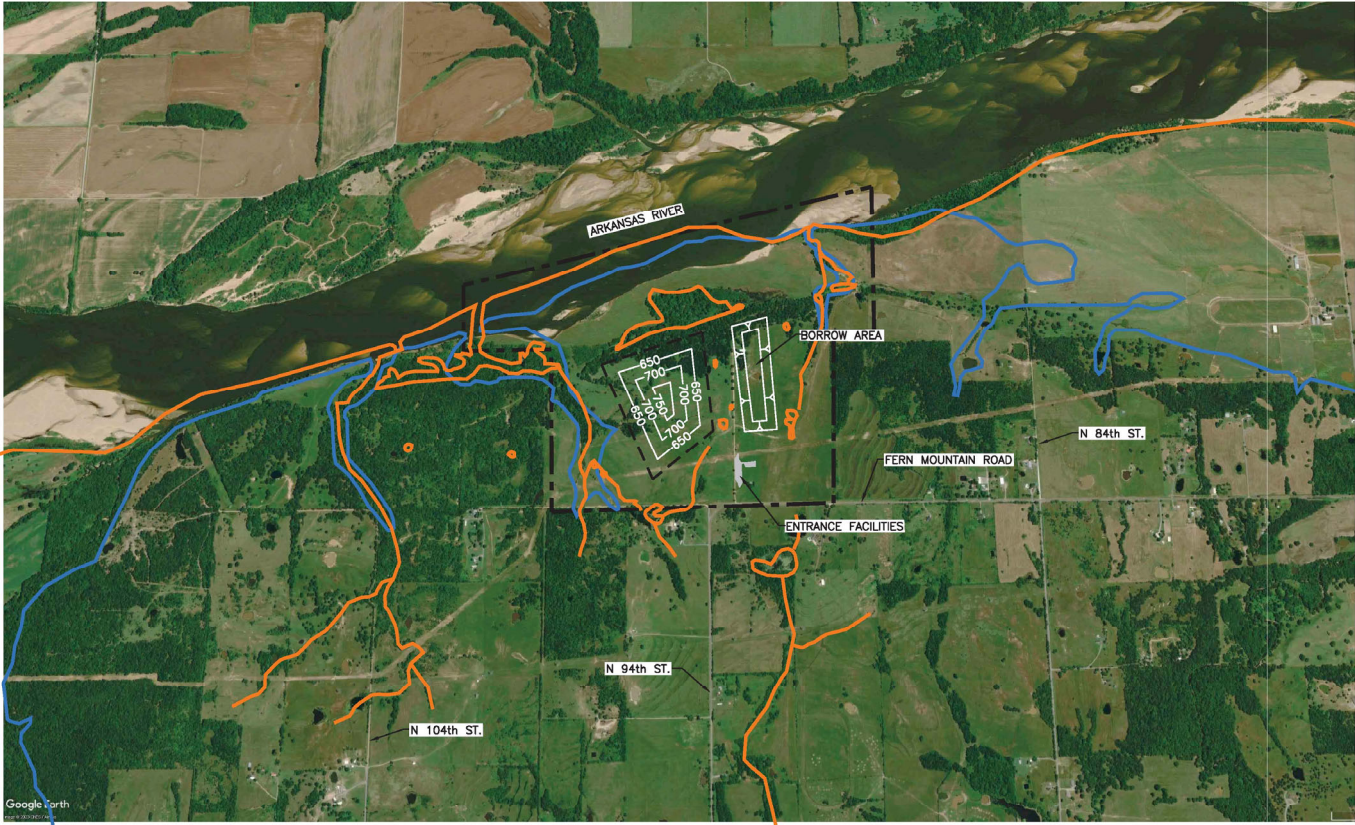 ARKANSAS RIVER
BORROW AREA
650
700
750
700
650
700
650
700
650
N 84th ST.
FERN MOUNTAIN ROAD
ENTRANCE FACILITIES
N 94th ST.
N 104th ST.
Google Earth